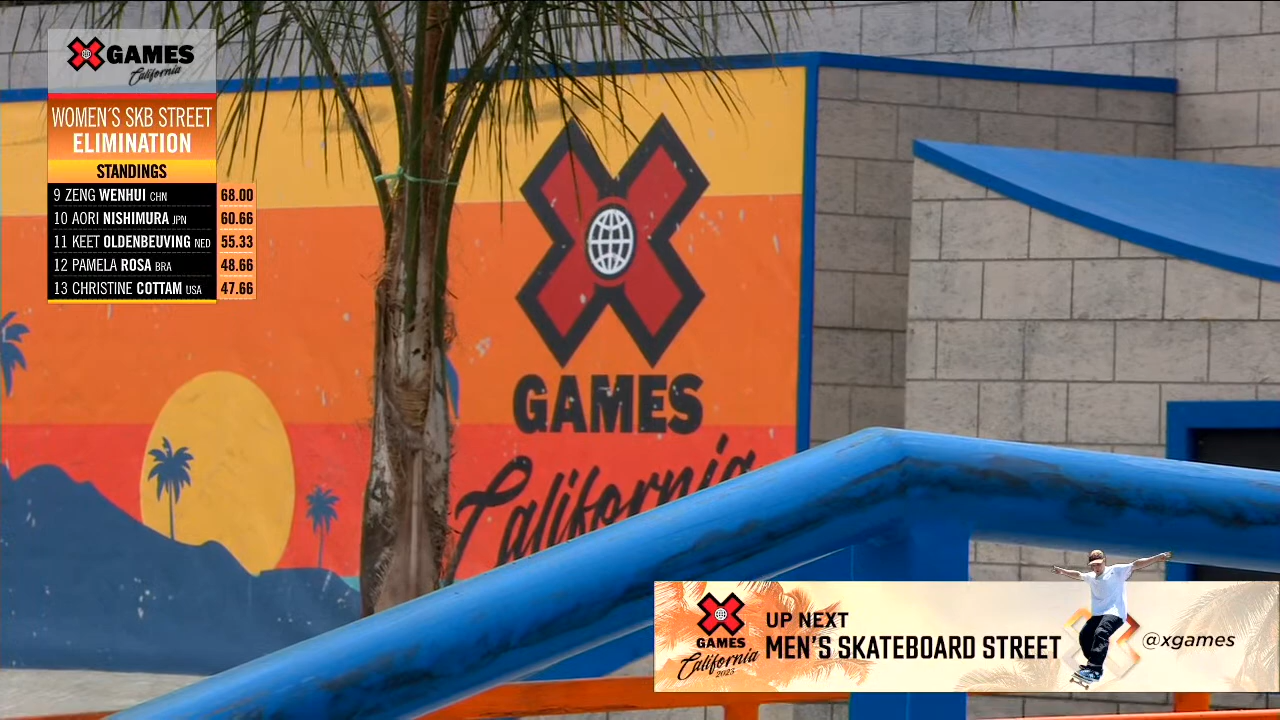 X GAMES
California
WOMEN'S SKB STREET
ELIMINATION
STANDINGS
9 ZENG WENHUI CHN 68.00
10 AORI NISHIMURA JPN 60.66
11 KEET OLDENBEUVING NED 55.33
12 PAMELA ROSA BRA 48.66
13 CHRISTINE COTTAM USA 47.66
X
GAMES
California
X
GAMES
California
2023
UP NEXT
MEN'S SKATEBOARD STREET
@xgames